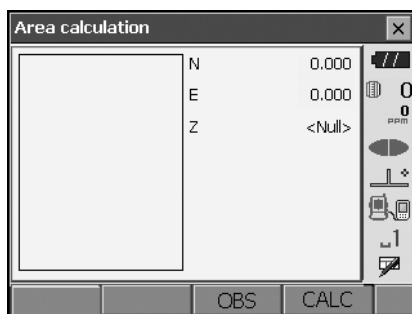 Area calculation
N 0.000
E 0.000
Z <Null>
0
0
PPM
1
OBS CALC